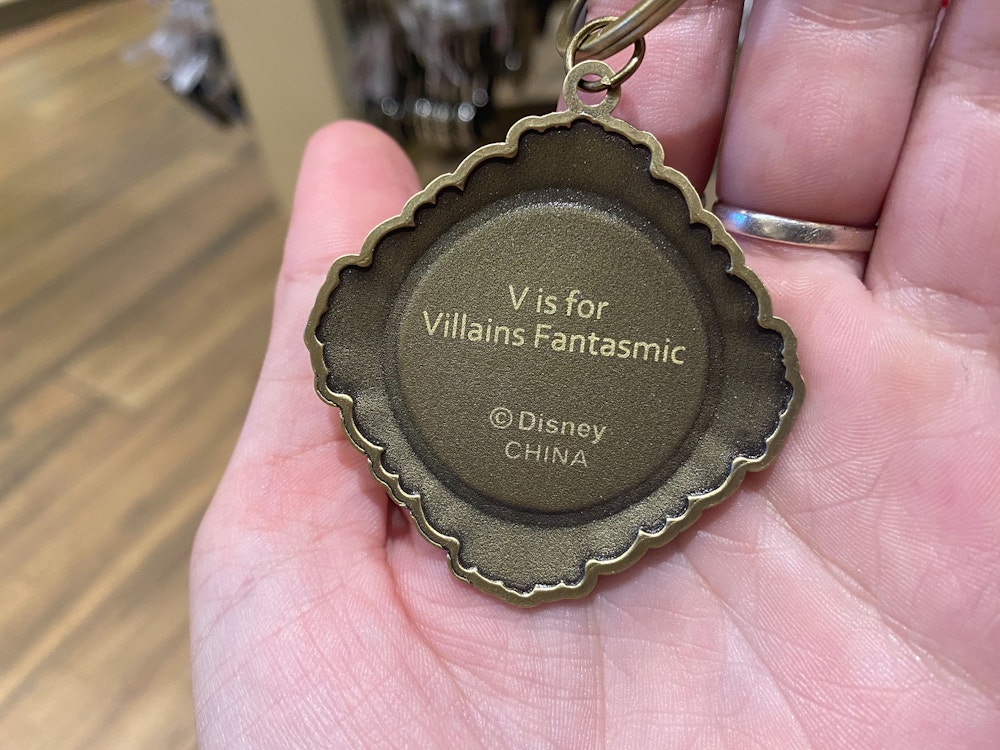 V is for
Villains Fantasmic
©Disney
CHINA